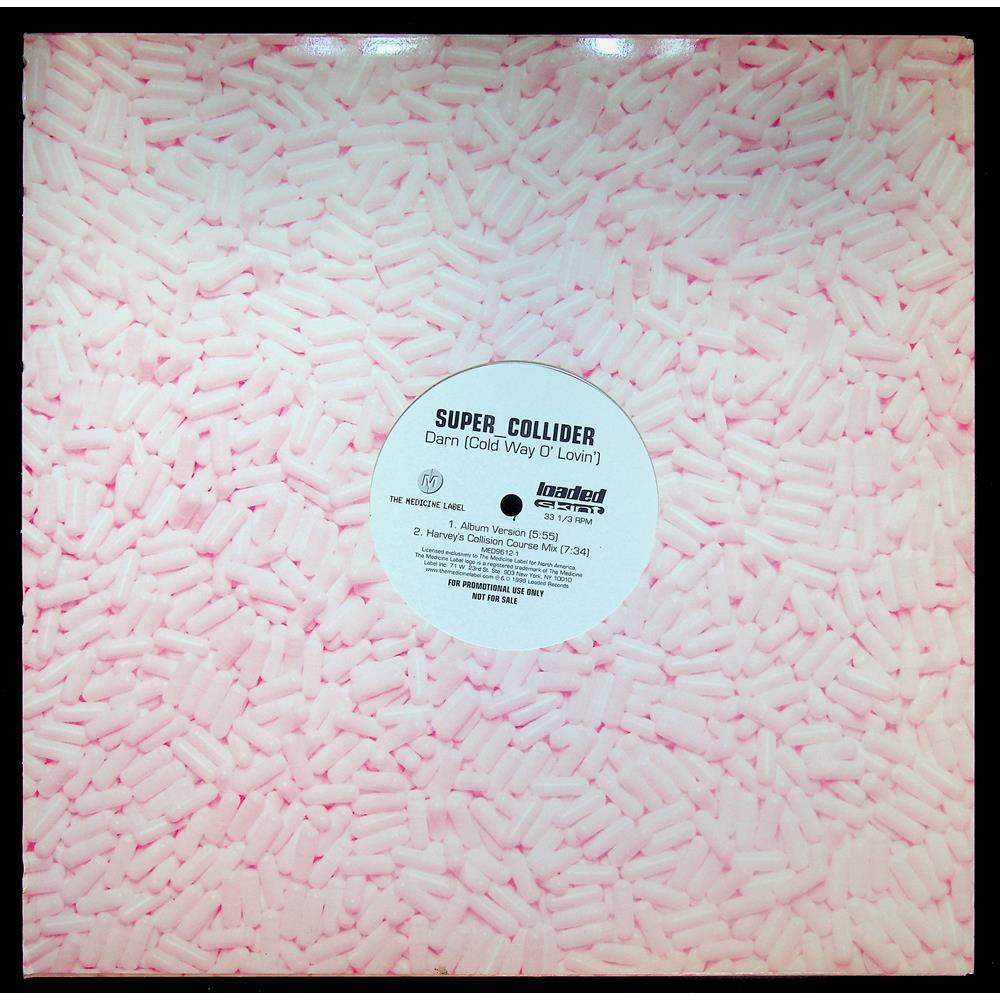 SUPER_COLLIDER
Darn (Cold Way O' Lovin')
M
THE MEDICINE LABEL
loaded
skint
33 1/3 RPM
1. Album Version (5:55)
2. Harvey's Collision Course Mix (7:34)
MED9612-1
Licensed exclusively to The Medicine Label for North America.
The Medicine Label logo is a registered trademark of The Medicine
Label Inc. 71 W. 23rd St. Ste. 903 New York, NY 10010
www.themedicinelabel.com ℗ & © 1999 Loaded Records
FOR PROMOTIONAL USE ONLY
NOT FOR SALE